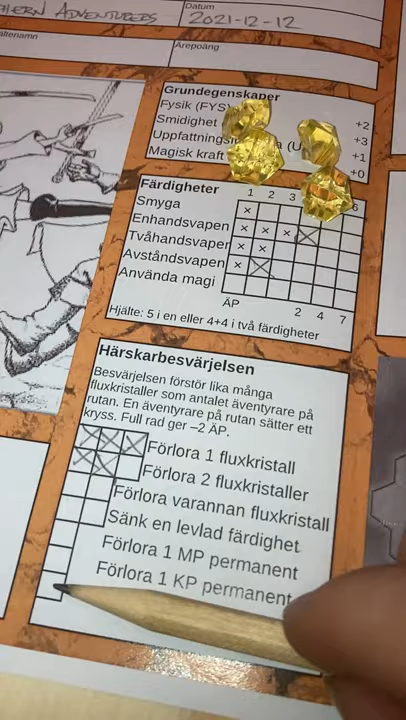 HERN ADVENTURERS
Datum
2021-12-12
Arepoäng
Grundegenskaper
Fysik (FYS) +2
Smidighet +3
Uppfattnings (U +1
Magisk kraft +0
Färdigheter
1 2 3 6
Smyga
Enhandsvapen
Tvåhandsvapen
Avståndsvapen
Använda magi
ÅP 2 4 7
Hjälte: 5 i en eller 4+4 i två färdigheter
Härskarbesvärjelsen
Besvärjelsen förstör lika många
fluxkristaller som antalet äventyrare på
rutan. En äventyrare på rutan sätter ett
kryss. Full rad ger –2 ÄP.
Förlora 1 fluxkristall
Förlora 2 fluxkristaller
Förlora varannan fluxkristall
Sänk en levlad färdighet
Förlora 1 MP permanent
Förlora 1 KP permanent